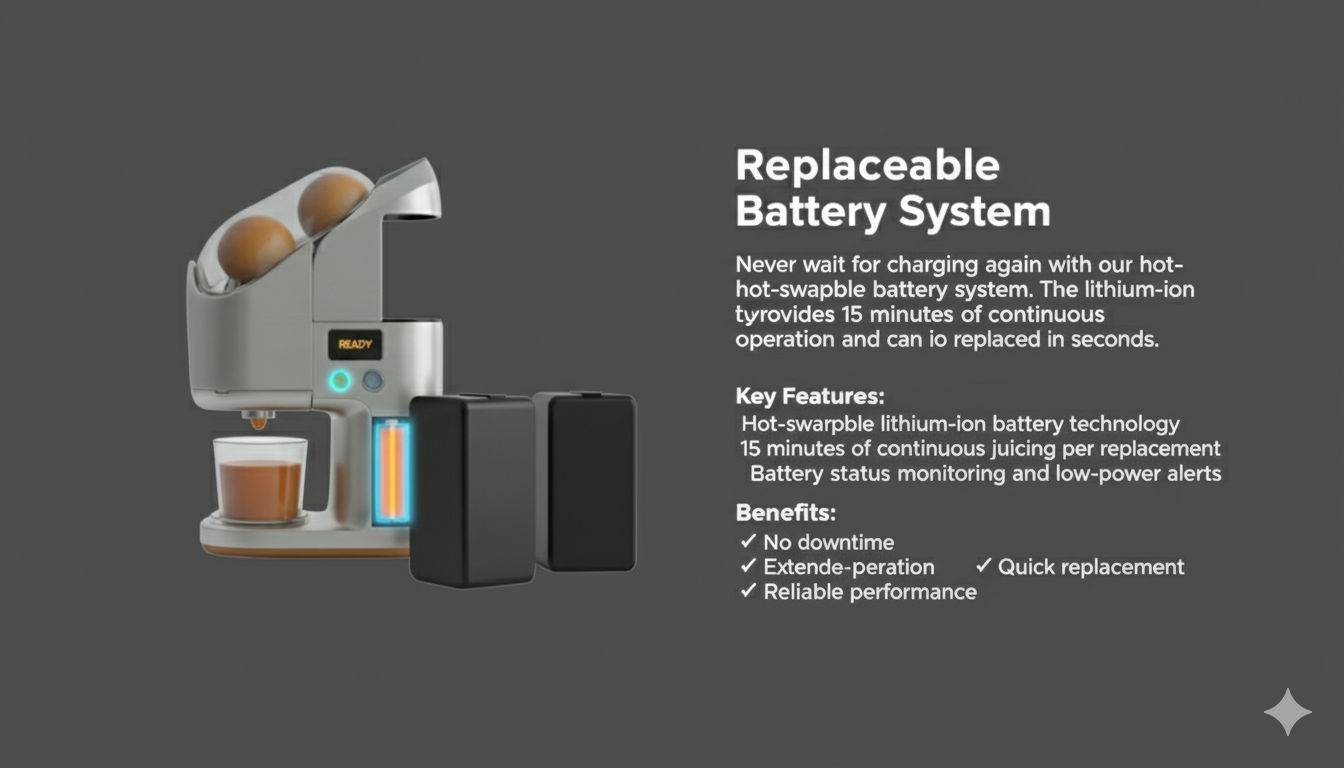 Replaceable
Battery System
Never wait for charging again with our hot-
hot-swapble battery system. The lithium-ion
tyrovides 15 minutes of continuous
operation and can io replaced in seconds.
READY
Key Features:
Hot-swarpble lithium-ion battery technology
15 minutes of continuous juicing per replacement
Battery status monitoring and low-power alerts
Benefits:
✓ No downtime
✓ Extende-peration ✓ Quick replacement
✓ Reliable performance